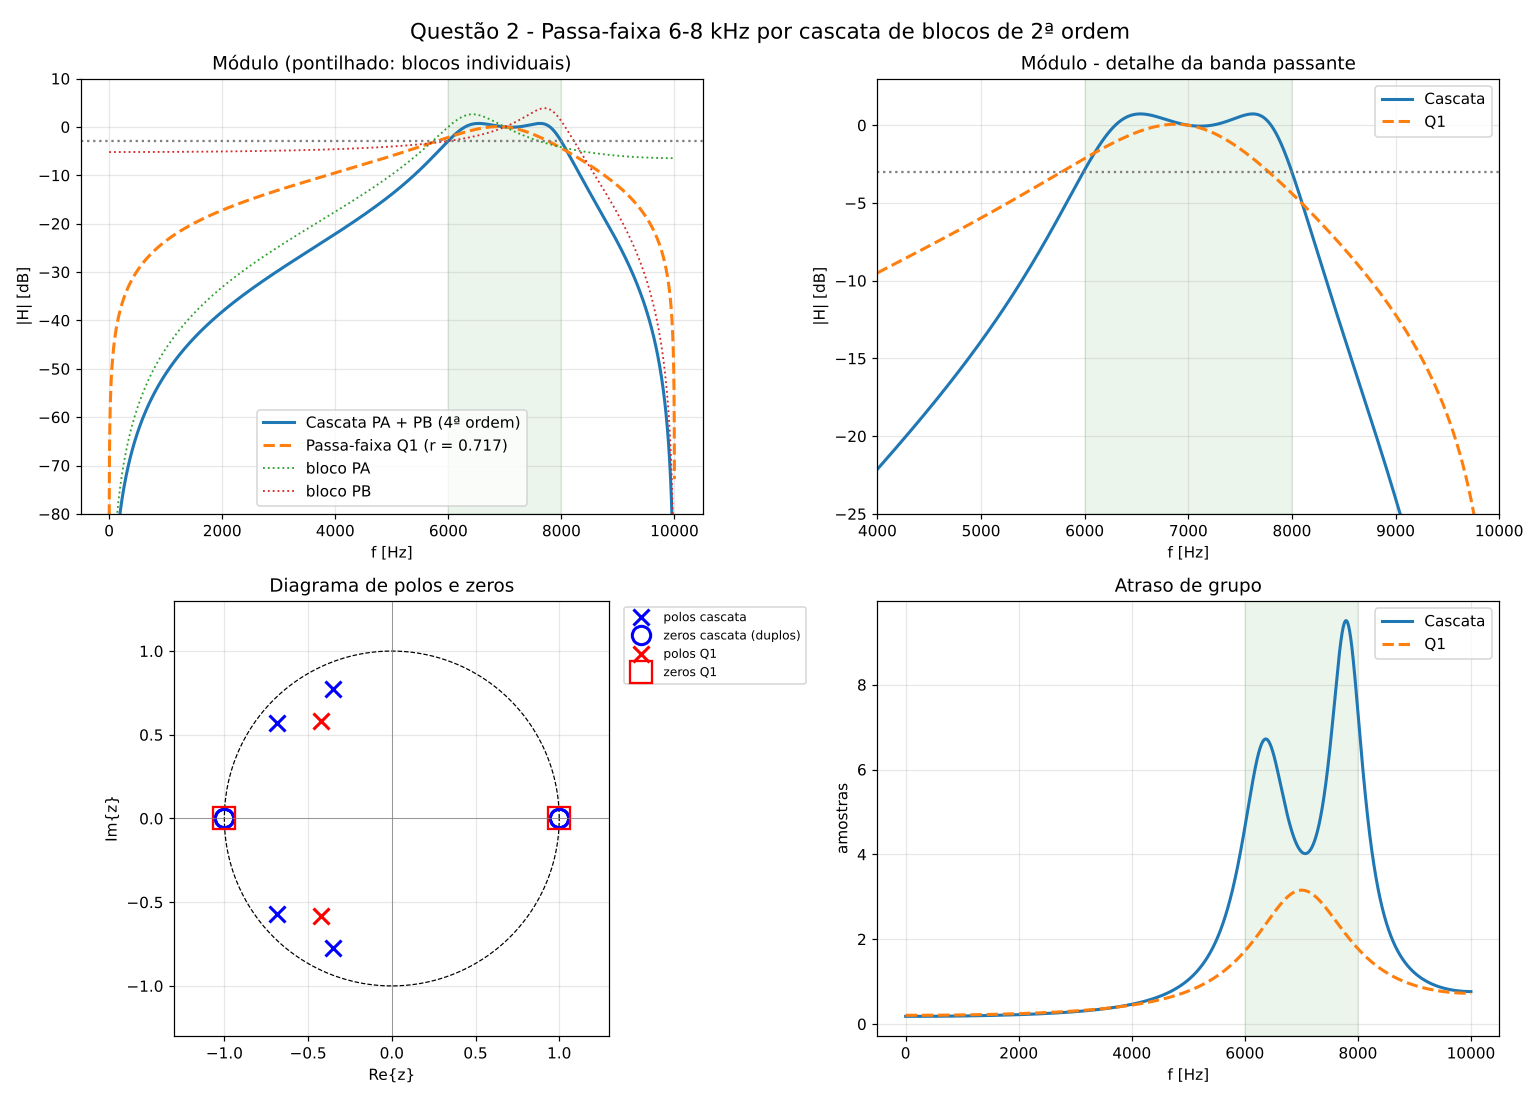 Questão 2 - Passa-faixa 6-8 kHz por cascata de blocos de 2ª ordem
Módulo (pontilhado: blocos individuais)
|H| [dB]
10
0
−10
−20
−30
−40
−50
−60
−70
−80
Cascata PA + PB (4ª ordem)
Passa-faixa Q1 (r = 0.717)
bloco PA
bloco PB
0 2000 4000 6000 8000 10000
f [Hz]
Módulo - detalhe da banda passante
|H| [dB]
0
−5
−10
−15
−20
−25
Cascata
Q1
4000 5000 6000 7000 8000 9000 10000
f [Hz]
Diagrama de polos e zeros
Im{z}
1.0
0.5
0.0
−0.5
−1.0
polos cascata
zeros cascata (duplos)
polos Q1
zeros Q1
−1.0 −0.5 0.0 0.5 1.0
Re{z}
Atraso de grupo
amostras
8
6
4
2
0
Cascata
Q1
0 2000 4000 6000 8000 10000
f [Hz]